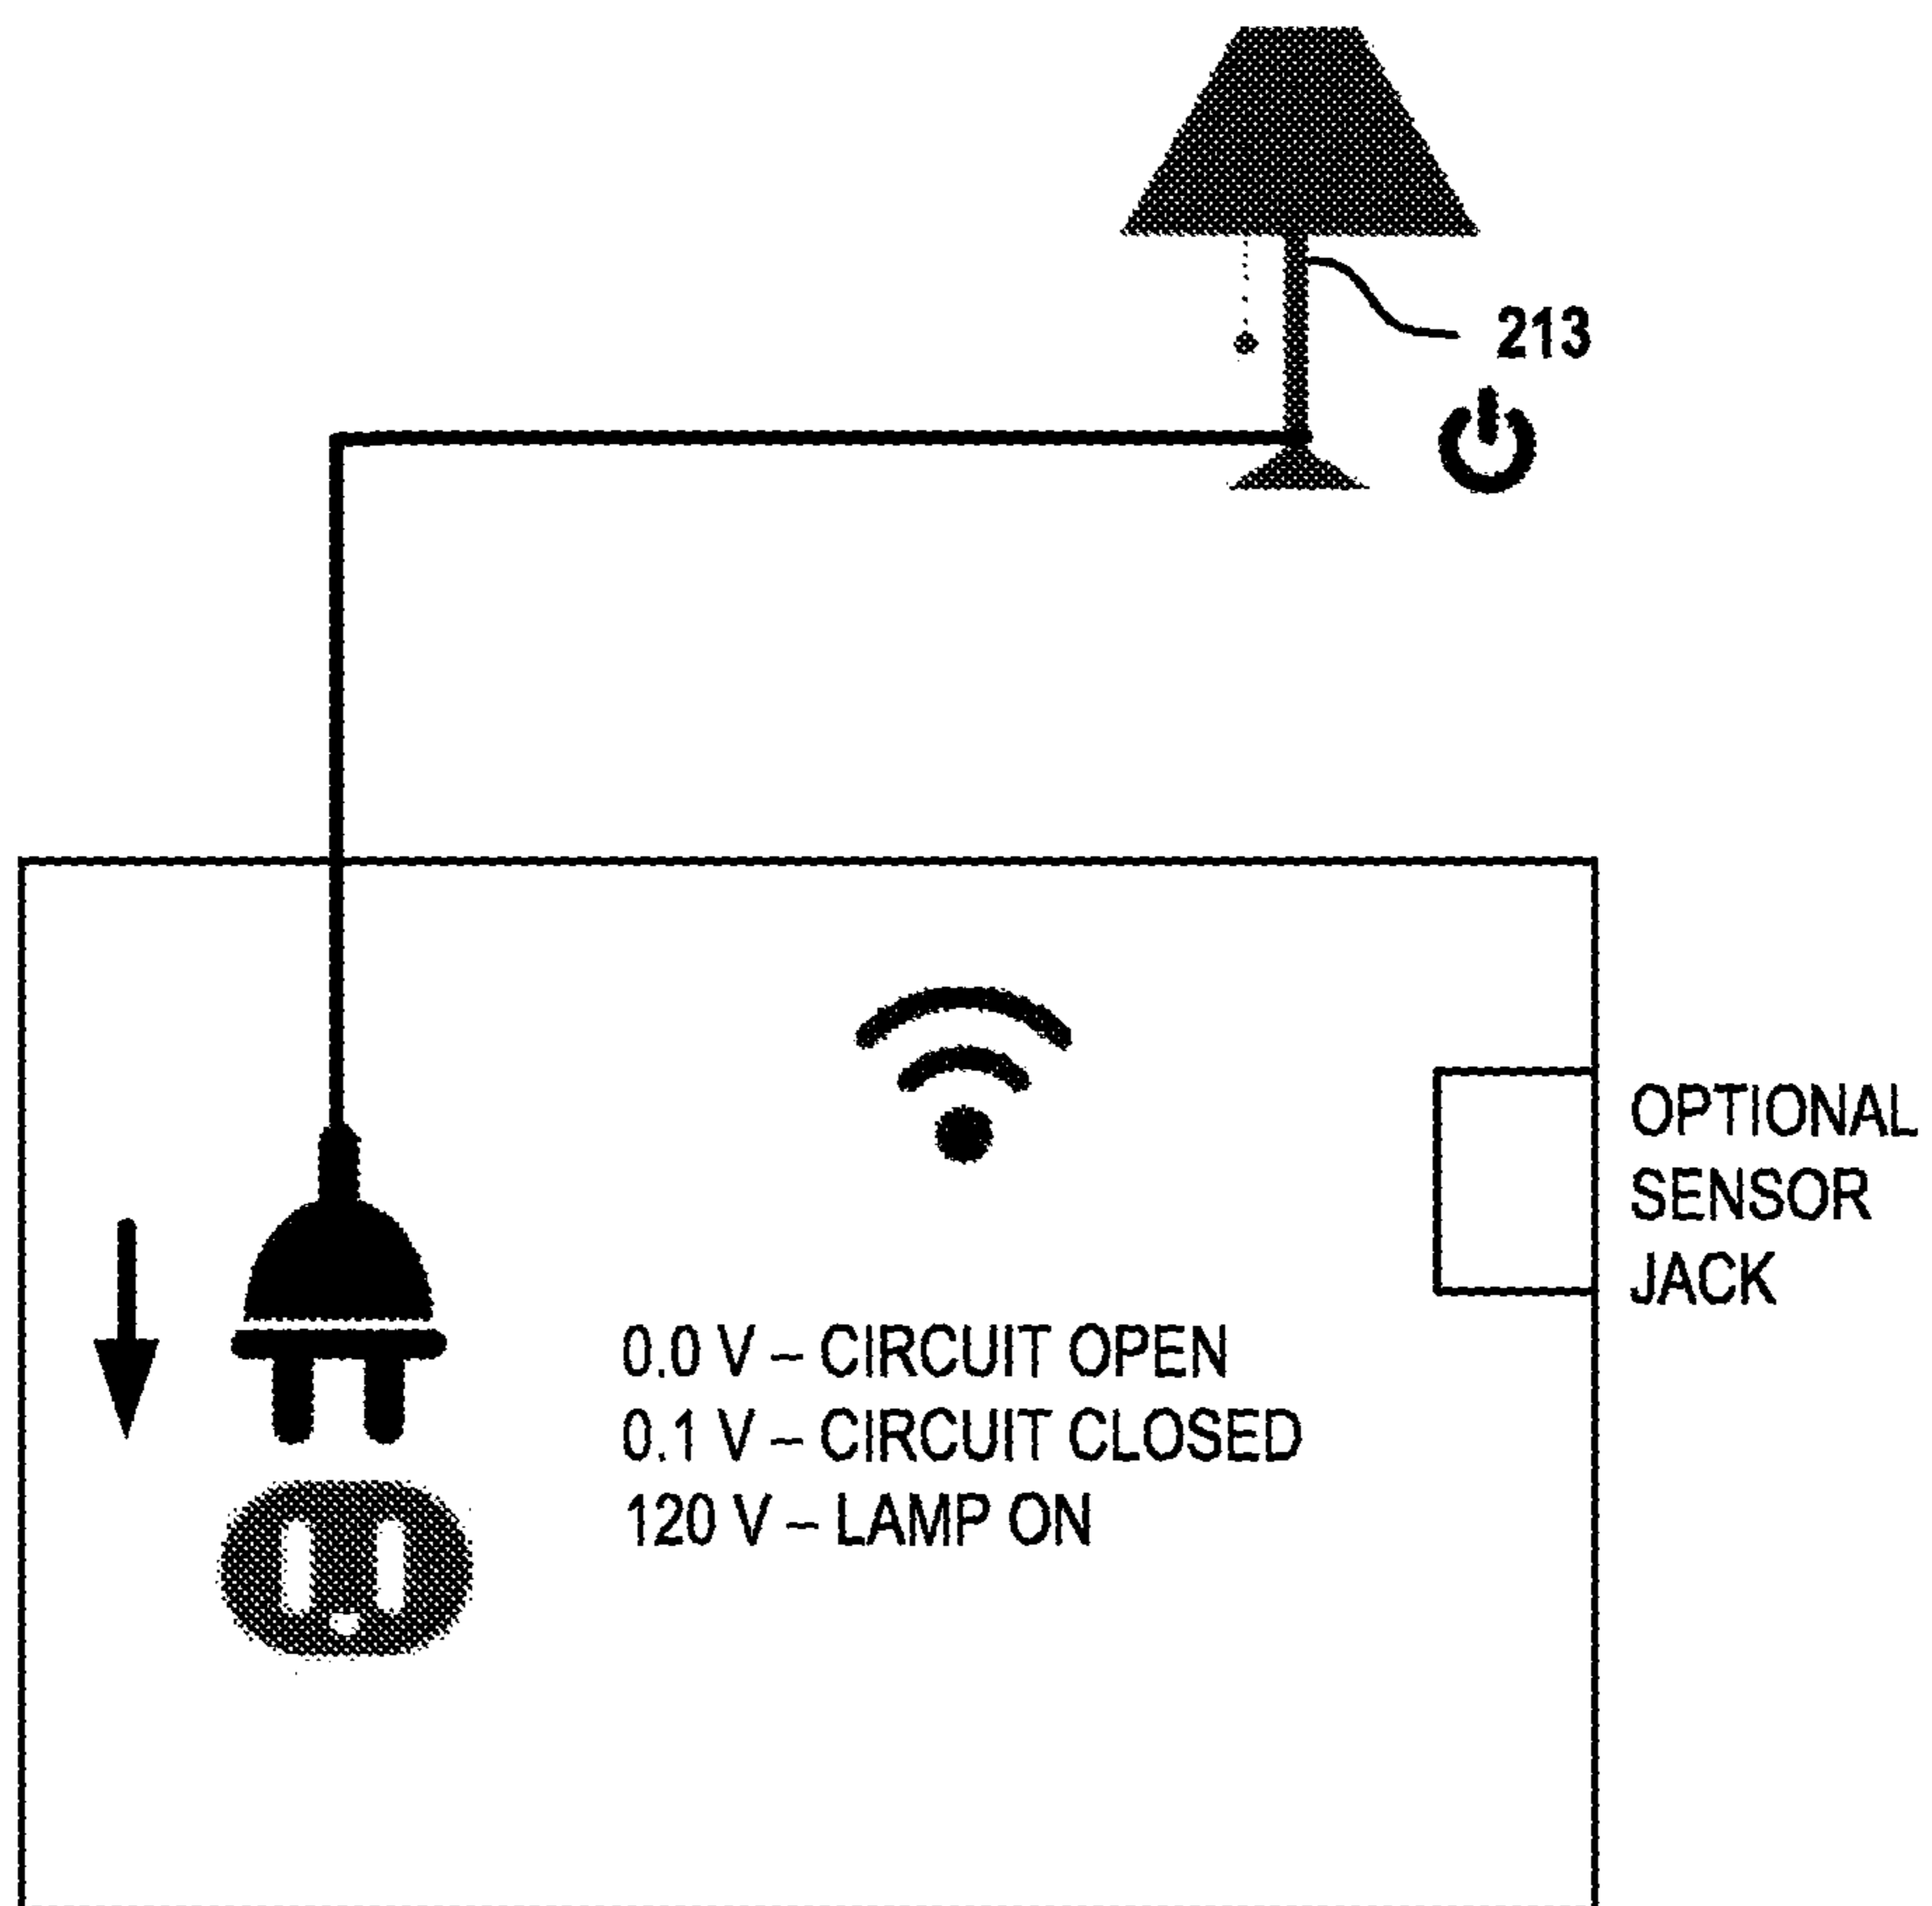 213
OPTIONAL
SENSOR
JACK
0.0 V – CIRCUIT OPEN
0.1 V – CIRCUIT CLOSED
120 V – LAMP ON